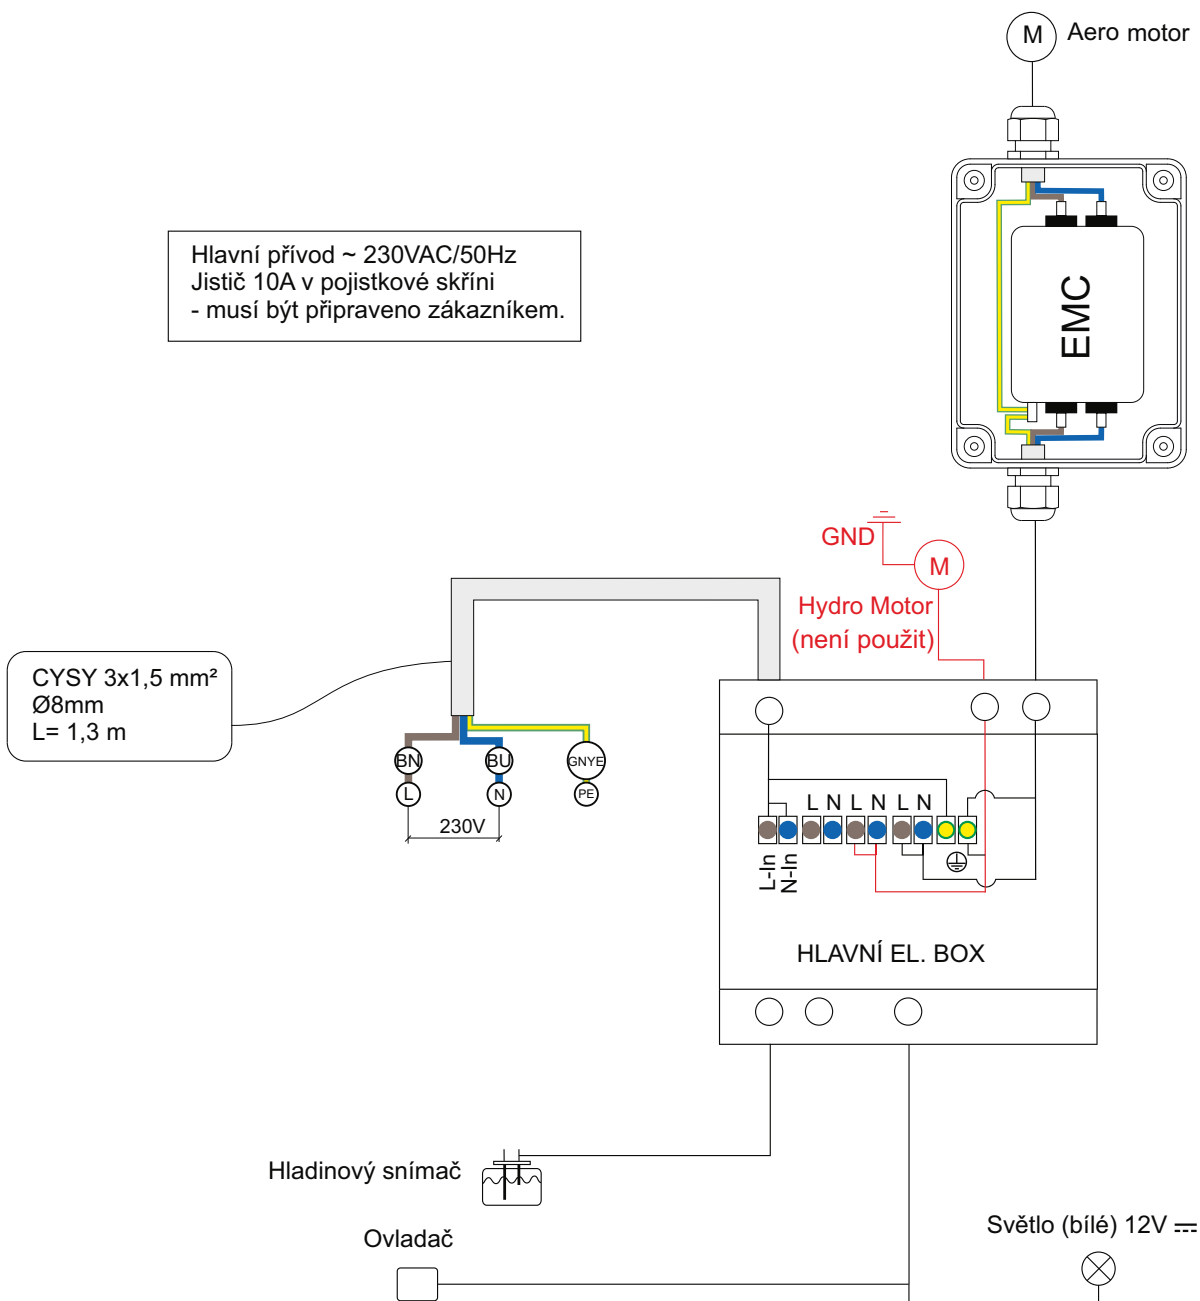 M
Aero motor
Hlavní přívod ~ 230VAC/50Hz
Jistič 10A v pojistkové skříni
- musí být připraveno zákazníkem.
EMC
GND
M
Hydro Motor
(není použit)
CYSY 3x1,5 mm²
Ø8mm
L= 1,3 m
BN
BU
GNYE
L
N
PE
230V
L N L N L N
L-In
N-In
HLAVNÍ EL. BOX
Hladinový snímač
Ovladač
Světlo (bílé) 12V ⎓